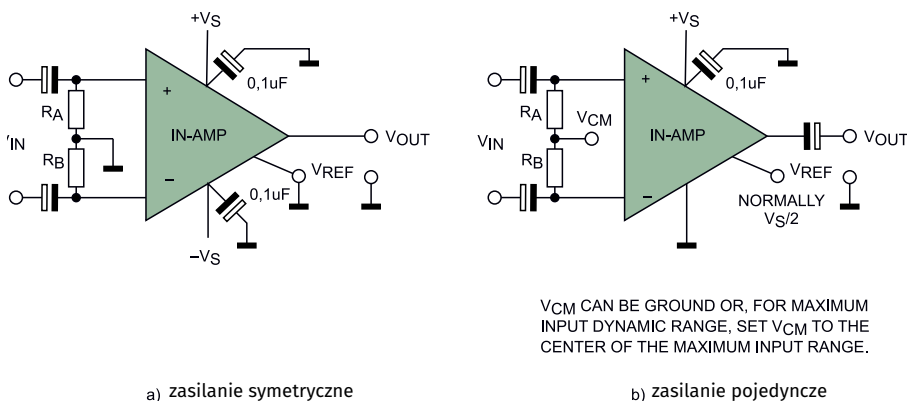 +VS
0,1uF
+
RA
VIN
IN-AMP
VOUT
RB
VREF
–
0,1uF
–VS
a) zasilanie symetryczne
+VS
0,1uF
+
RA
VCM
VIN
IN-AMP
VOUT
RB
VREF
–
NORMALLY
VS/2
VCM CAN BE GROUND OR, FOR MAXIMUM
INPUT DYNAMIC RANGE, SET VCM TO THE
CENTER OF THE MAXIMUM INPUT RANGE.
b) zasilanie pojedyncze